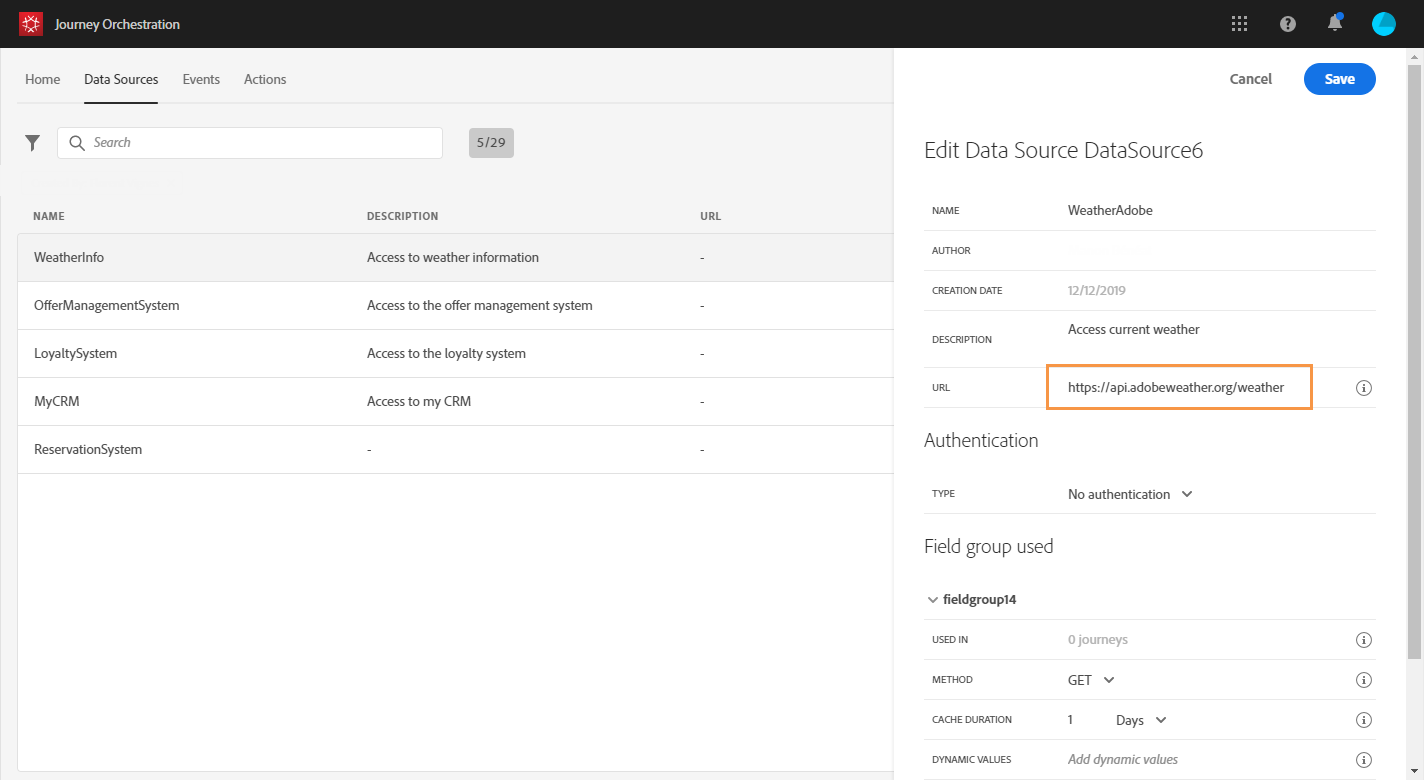 Journey Orchestration
Home Data Sources Events Actions
Search 5/29
NAME DESCRIPTION URL
WeatherInfo Access to weather information -
OfferManagementSystem Access to the offer management system -
LoyaltySystem Access to the loyalty system -
MyCRM Access to my CRM -
ReservationSystem - -
Cancel Save
Edit Data Source DataSource6
NAME WeatherAdobe
AUTHOR
CREATION DATE 12/12/2019
DESCRIPTION Access current weather
URL https://api.adobeweather.org/weather
Authentication
TYPE No authentication
Field group used
fieldgroup14
USED IN 0 journeys
METHOD GET
CACHE DURATION 1 Days
DYNAMIC VALUES Add dynamic values